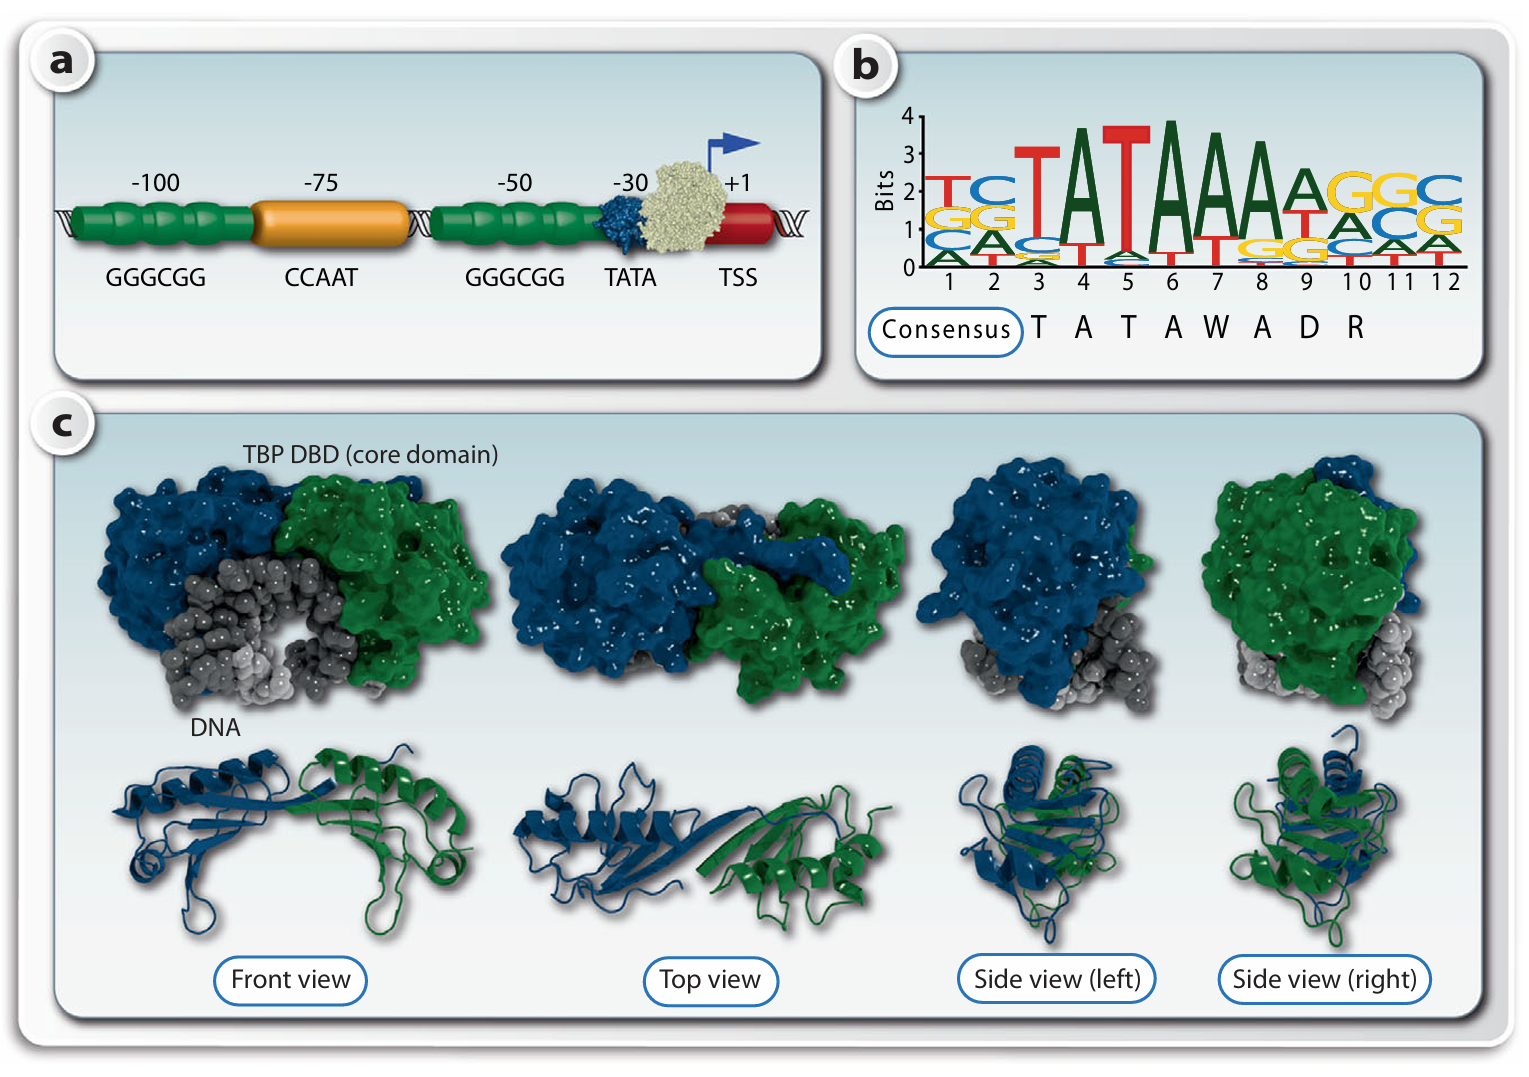 a
-100 -75 -50 -30 +1
GGGCGG CCAAT GGGCGG TATA TSS
b
Bits
4
3
2
1
0
T C T A T A A A A G G C
G G C T A T T G T A C G
C A G C C G C A A
A T A T T T T
1 2 3 4 5 6 7 8 9 10 11 12
Consensus T A T A W A D R
c
TBP DBD (core domain)
DNA
Front view Top view Side view (left) Side view (right)